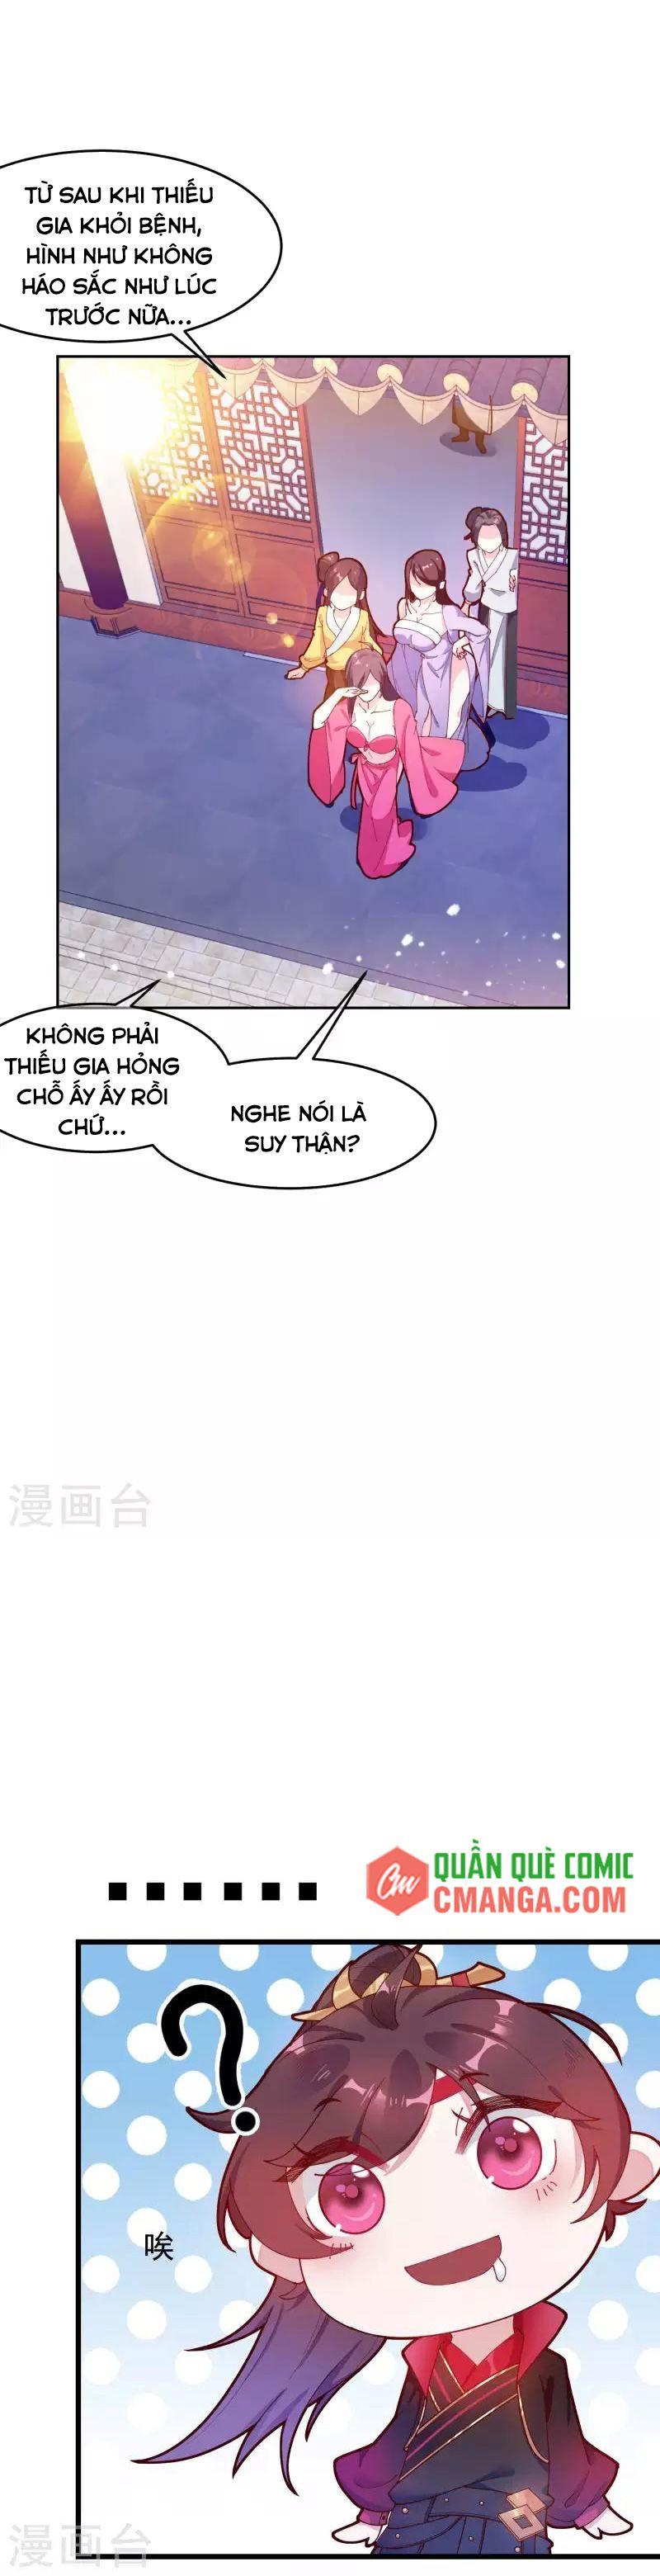 TỪ SAU KHI THIẾU
GIA KHỎI BỆNH,
HÌNH NHƯ KHÔNG
HÁO SẮC NHƯ LÚC
TRƯỚC NỮA...
KHÔNG PHẢI
THIẾU GIA HỎNG
CHỖ ẤY ẤY RỒI
CHỨ...
NGHE NÓI LÀ
SUY THẬN?
漫画台
......
CM
QUẦN QUÈ COMIC
CMANGA.COM
?
唉
漫画台